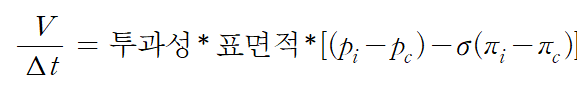 V/Δt = 투과성 * 표면적 * [(p_i − p_c) − σ(π_i − π_c)]